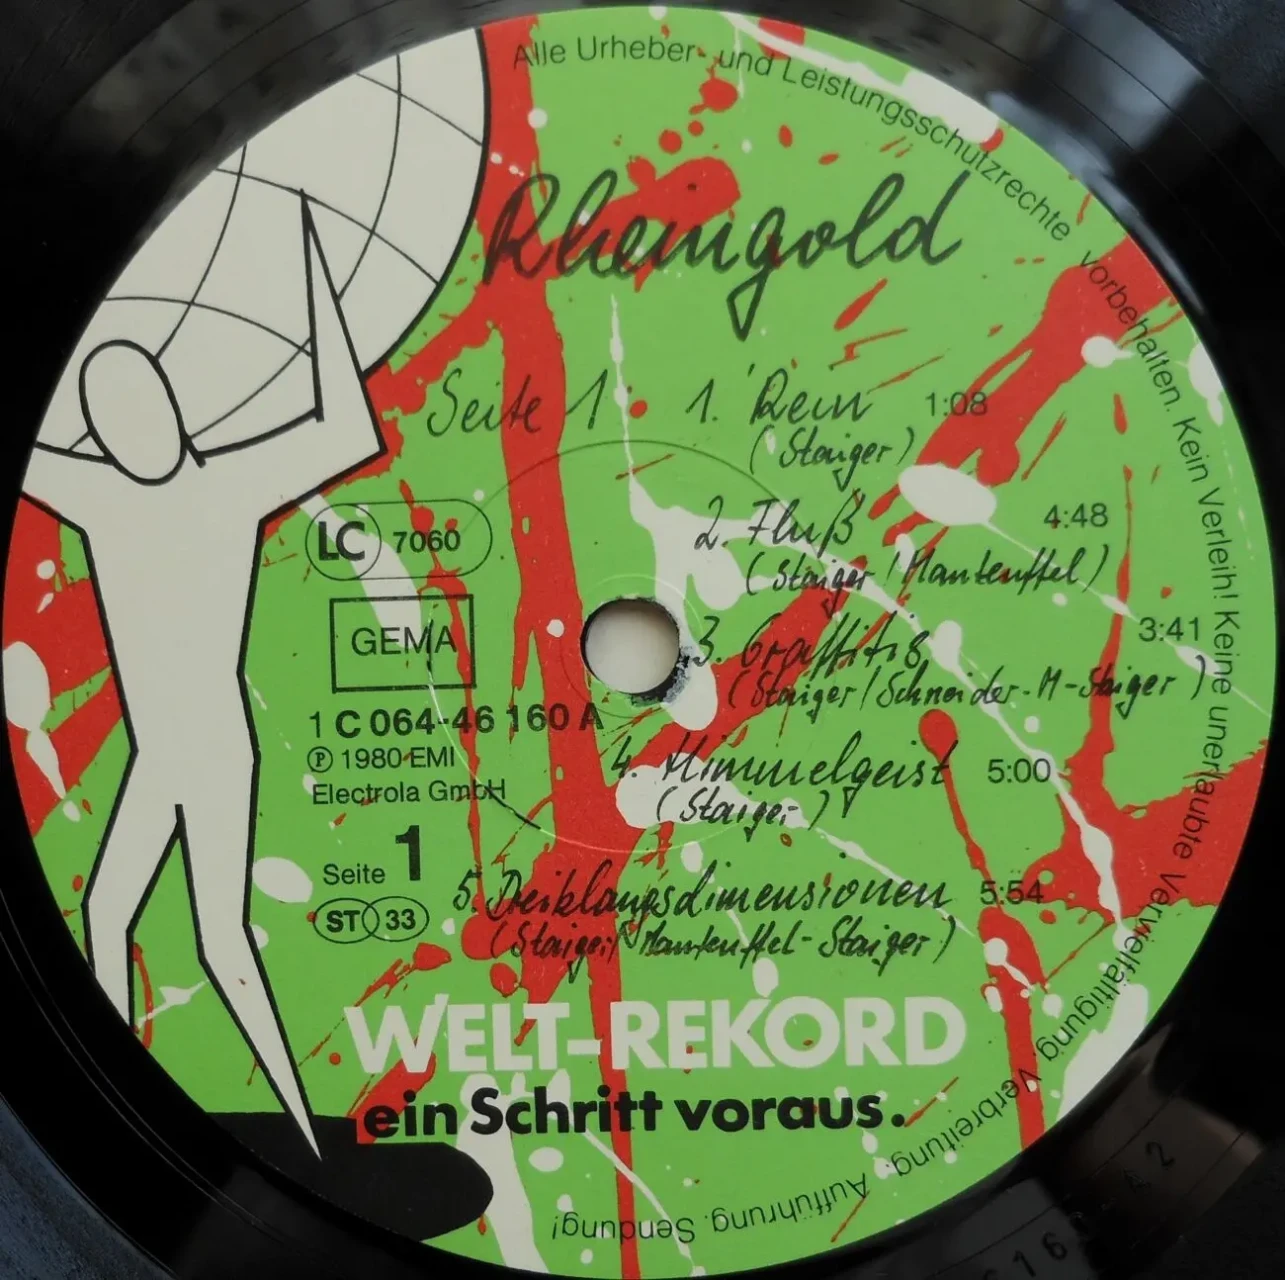 Alle Urheber- und Leistungsschutzrechte vorbehalten. Kein Verleih! Keine unerlaubte Vervielfältigung. Verbreitung. Aufführung. Sendung!
Rheingold
Seite 1 1. Rein 1:08
(Staiger)
2. Fluß 4:48
(Staiger / Manteuffel)
3. Graffitis 3:41
(Staiger / Schneider-M-Staiger)
4. Himmelgeist 5:00
(Staiger)
5. Dreiklangsdimensionen 5:54
(Staiger / Manteuffel-Staiger)
LC 7060
GEMA
1 C 064-46 160 A
℗ 1980 EMI
Electrola GmbH
Seite 1
ST 33
WELT-REKORD
ein Schritt voraus.